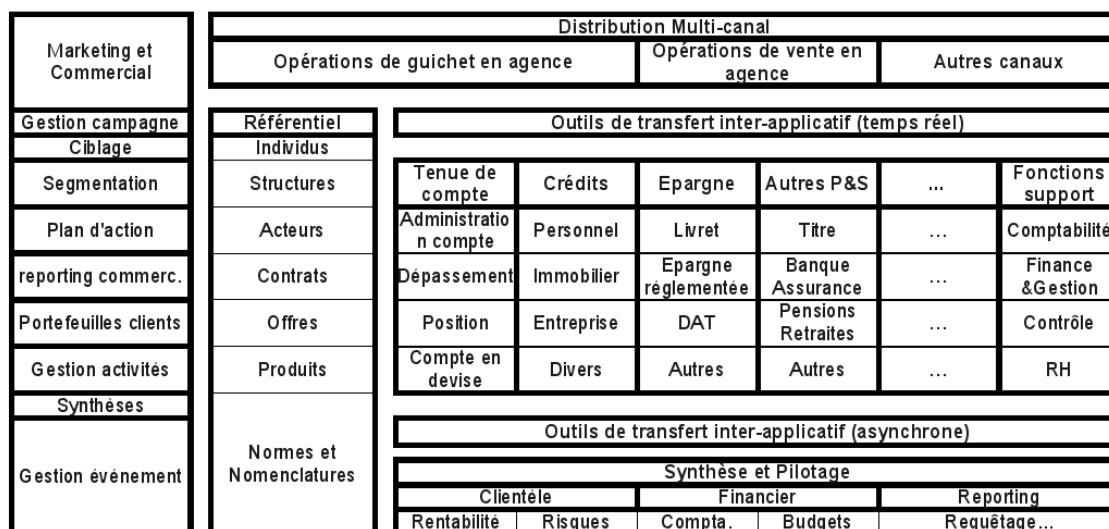 Marketing et
Commercial
Distribution Multi-canal
Opérations de guichet en agence
Opérations de vente en
agence
Autres canaux
Gestion campagne
Référentiel
Outils de transfert inter-applicatif (temps réel)
Ciblage
Individus
Segmentation
Structures
Tenue de
compte
Crédits
Epargne
Autres P&S
...
Fonctions
support
Plan d'action
Acteurs
Administratio
n compte
Personnel
Livret
Titre
...
Comptabilité
reporting commerc.
Contrats
Dépassement
Immobilier
Epargne
réglementée
Banque
Assurance
...
Finance
&Gestion
Portefeuilles clients
Offres
Position
Entreprise
DAT
Pensions
Retraites
...
Contrôle
Gestion activités
Produits
Compte en
devise
Divers
Autres
Autres
...
RH
Synthèses
Gestion événement
Normes et
Nomenclatures
Outils de transfert inter-applicatif (asynchrone)
Synthèse et Pilotage
Clientèle
Financier
Reporting
Rentabilité
Risques
Compta.
Budgets
Requêtage...